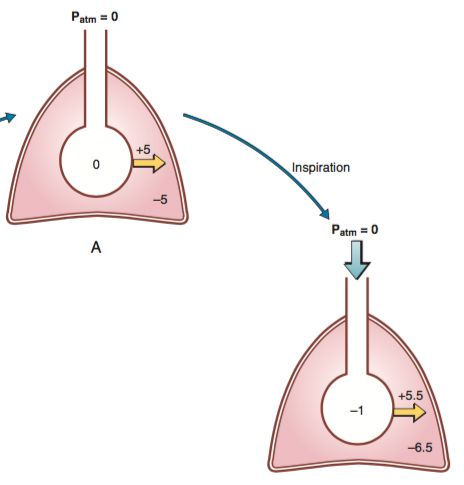 Patm = 0
+5
0
–5
A
Inspiration
Patm = 0
+5.5
–1
–6.5